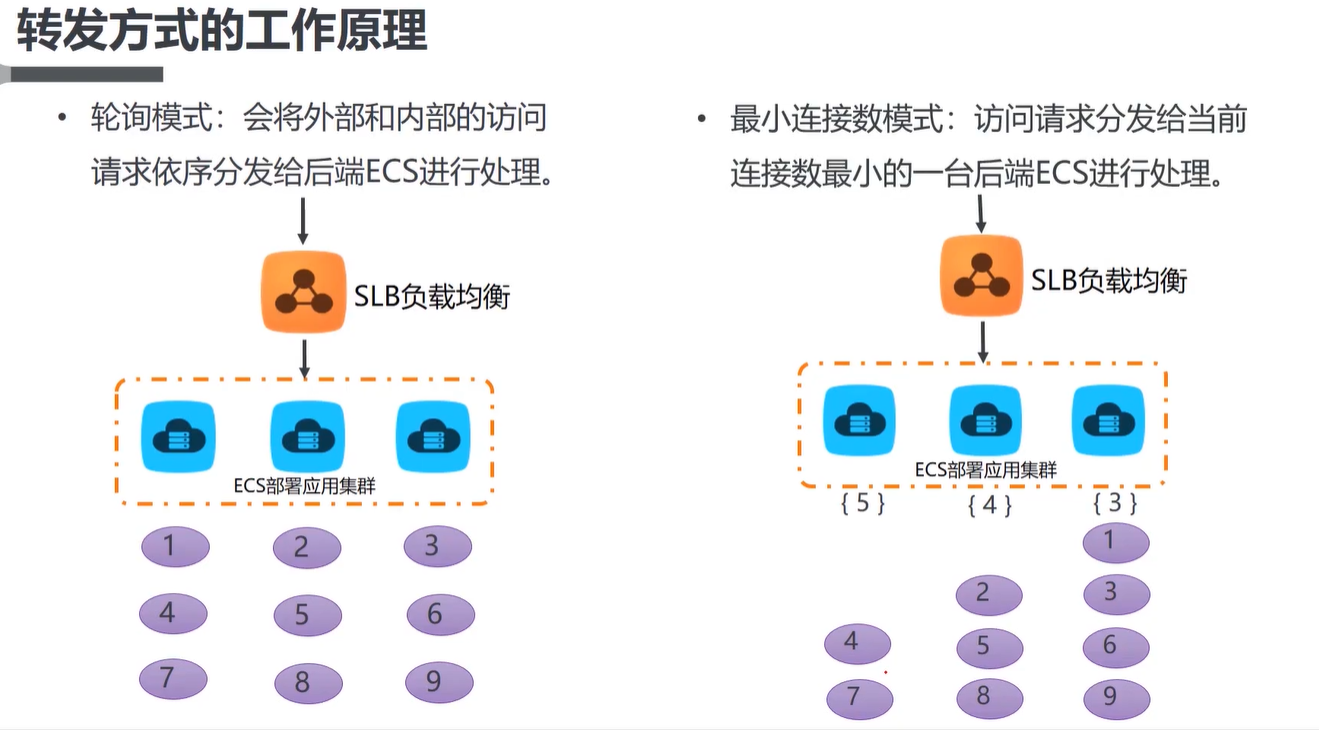 转发方式的工作原理
• 轮询模式：会将外部和内部的访问
请求依序分发给后端ECS进行处理。
SLB负载均衡
ECS部署应用集群
1 2 3
4 5 6
7 8 9
• 最小连接数模式：访问请求分发给当前
连接数最小的一台后端ECS进行处理。
SLB负载均衡
ECS部署应用集群
{ 5 } { 4 } { 3 }
1
2 3
4 5 6
7 8 9